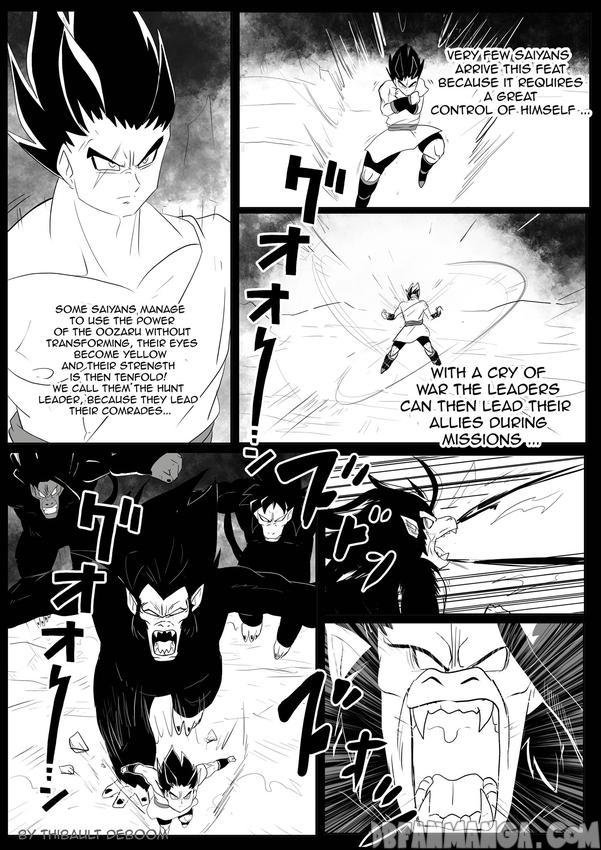 VERY FEW SAIYANS
ARRIVE THIS FEAT
BECAUSE IT REQUIRES
A GREAT
CONTROL OF HIMSELF ...
SOME SAIYANS MANAGE
TO USE THE POWER
OF THE OOZARU WITHOUT
TRANSFORMING, THEIR EYES
BECOME YELLOW
AND THEIR STRENGTH
IS THEN TENFOLD!
WE CALL THEM THE HUNT
LEADER, BECAUSE THEY LEAD
THEIR COMRADES...
グオオーン
WITH A CRY OF
WAR THE LEADERS
CAN THEN LEAD THEIR
ALLIES DURING
MISSIONS ...
グオオーン
ズドン
ズドン
BY THIBAULT DEBOOM
DBFANMANGA.COM